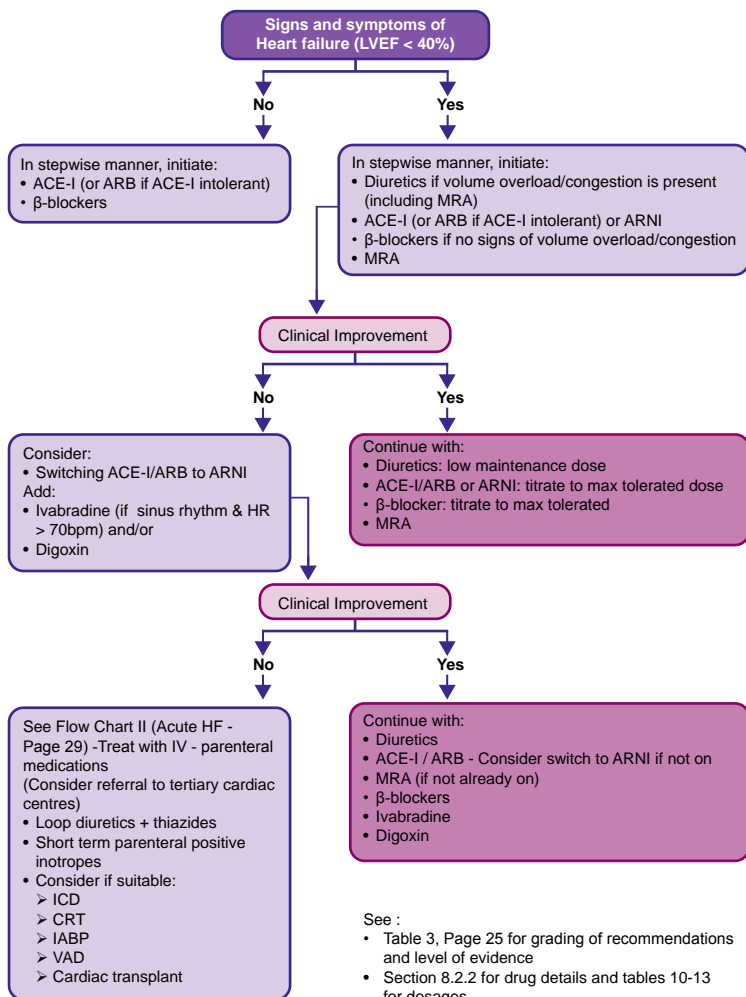 Signs and symptoms of
Heart failure (LVEF < 40%)
No
Yes
In stepwise manner, initiate:
• ACE-I (or ARB if ACE-I intolerant)
• β-blockers
In stepwise manner, initiate:
• Diuretics if volume overload/congestion is present
(including MRA)
• ACE-I (or ARB if ACE-I intolerant) or ARNI
• β-blockers if no signs of volume overload/congestion
• MRA
Clinical Improvement
No
Yes
Consider:
• Switching ACE-I/ARB to ARNI
Add:
• Ivabradine (if sinus rhythm & HR
> 70bpm) and/or
• Digoxin
Continue with:
• Diuretics: low maintenance dose
• ACE-I/ARB or ARNI: titrate to max tolerated dose
• β-blocker: titrate to max tolerated
• MRA
Clinical Improvement
No
Yes
See Flow Chart II (Acute HF -
Page 29) -Treat with IV - parenteral
medications
(Consider referral to tertiary cardiac
centres)
• Loop diuretics + thiazides
• Short term parenteral positive
inotropes
• Consider if suitable:
➢ ICD
➢ CRT
➢ IABP
➢ VAD
➢ Cardiac transplant
Continue with:
• Diuretics
• ACE-I / ARB - Consider switch to ARNI if not on
• MRA (if not already on)
• β-blockers
• Ivabradine
• Digoxin
See :
• Table 3, Page 25 for grading of recommendations
and level of evidence
• Section 8.2.2 for drug details and tables 10-13
for dosages